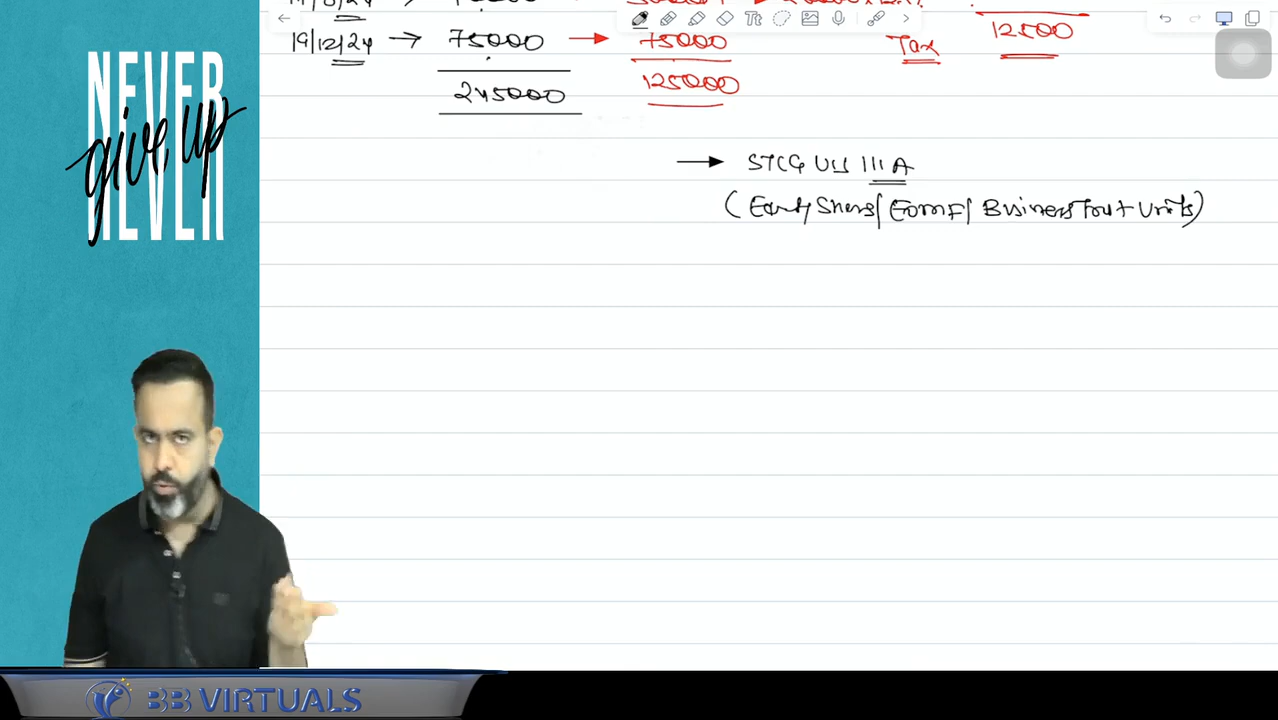 NEVER
give up
NEVER
19/12/24 → 75000 → 75000 Tax 12500
245000 125000
→ STCG U/s 111A
(Equity Shares/ EOMF/ Business Trust Units)
BB VIRTUALS